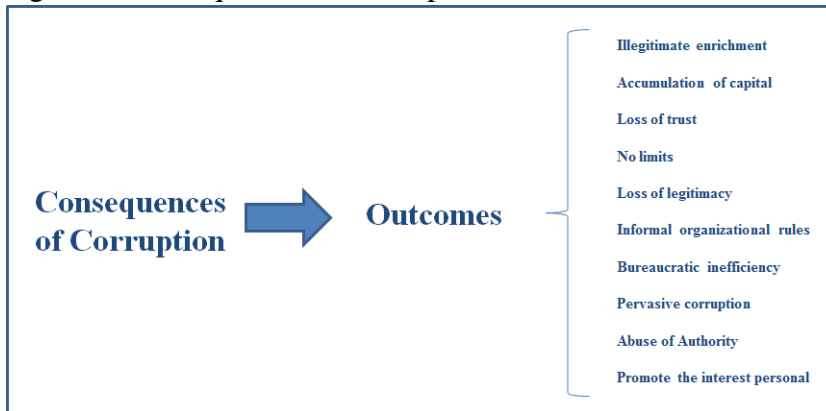 Consequences
of Corruption
Outcomes
Illegitimate enrichment
Accumulation of capital
Loss of trust
No limits
Loss of legitimacy
Informal organizational rules
Bureaucratic inefficiency
Pervasive corruption
Abuse of Authority
Promote the interest personal